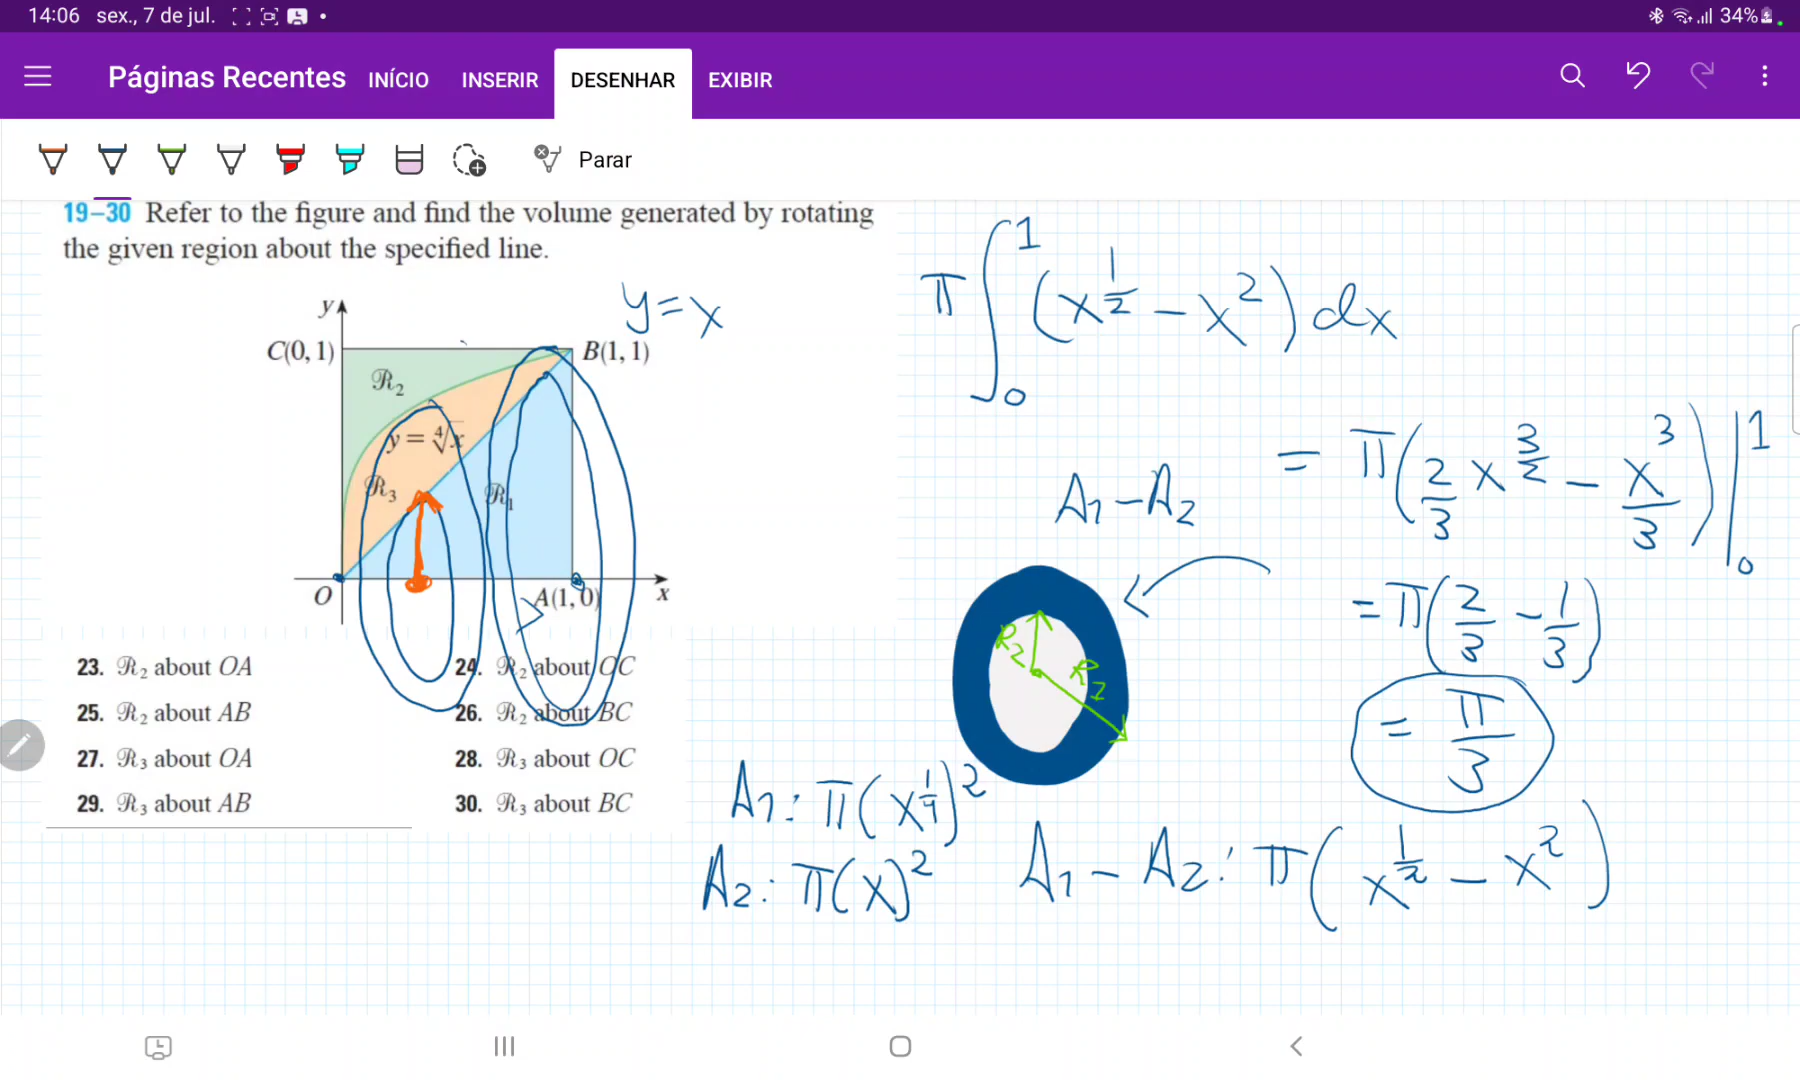 14:06 sex., 7 de jul.
34%
Páginas Recentes INÍCIO INSERIR DESENHAR EXIBIR
Parar
19–30 Refer to the figure and find the volume generated by rotating
the given region about the specified line.
y
y = x
C(0, 1)
B(1, 1)
ℛ₂
y = ∜x
ℛ₃
ℛ₁
O
A(1, 0)
x
23. ℛ₂ about OA
24. ℛ₂ about OC
25. ℛ₂ about AB
26. ℛ₂ about BC
27. ℛ₃ about OA
28. ℛ₃ about OC
29. ℛ₃ about AB
30. ℛ₃ about BC
π ∫₀¹ (x^(1/2) – x²) dx
= π(2/3 x^(3/2) – x³/3) |₀¹
A₁ – A₂
= π(2/3 – 1/3)
= π/3
R₂
R₁
A₁: π(x^(1/4))²
A₂: π(x)²
A₁ – A₂: π(x^(1/2) – x²)